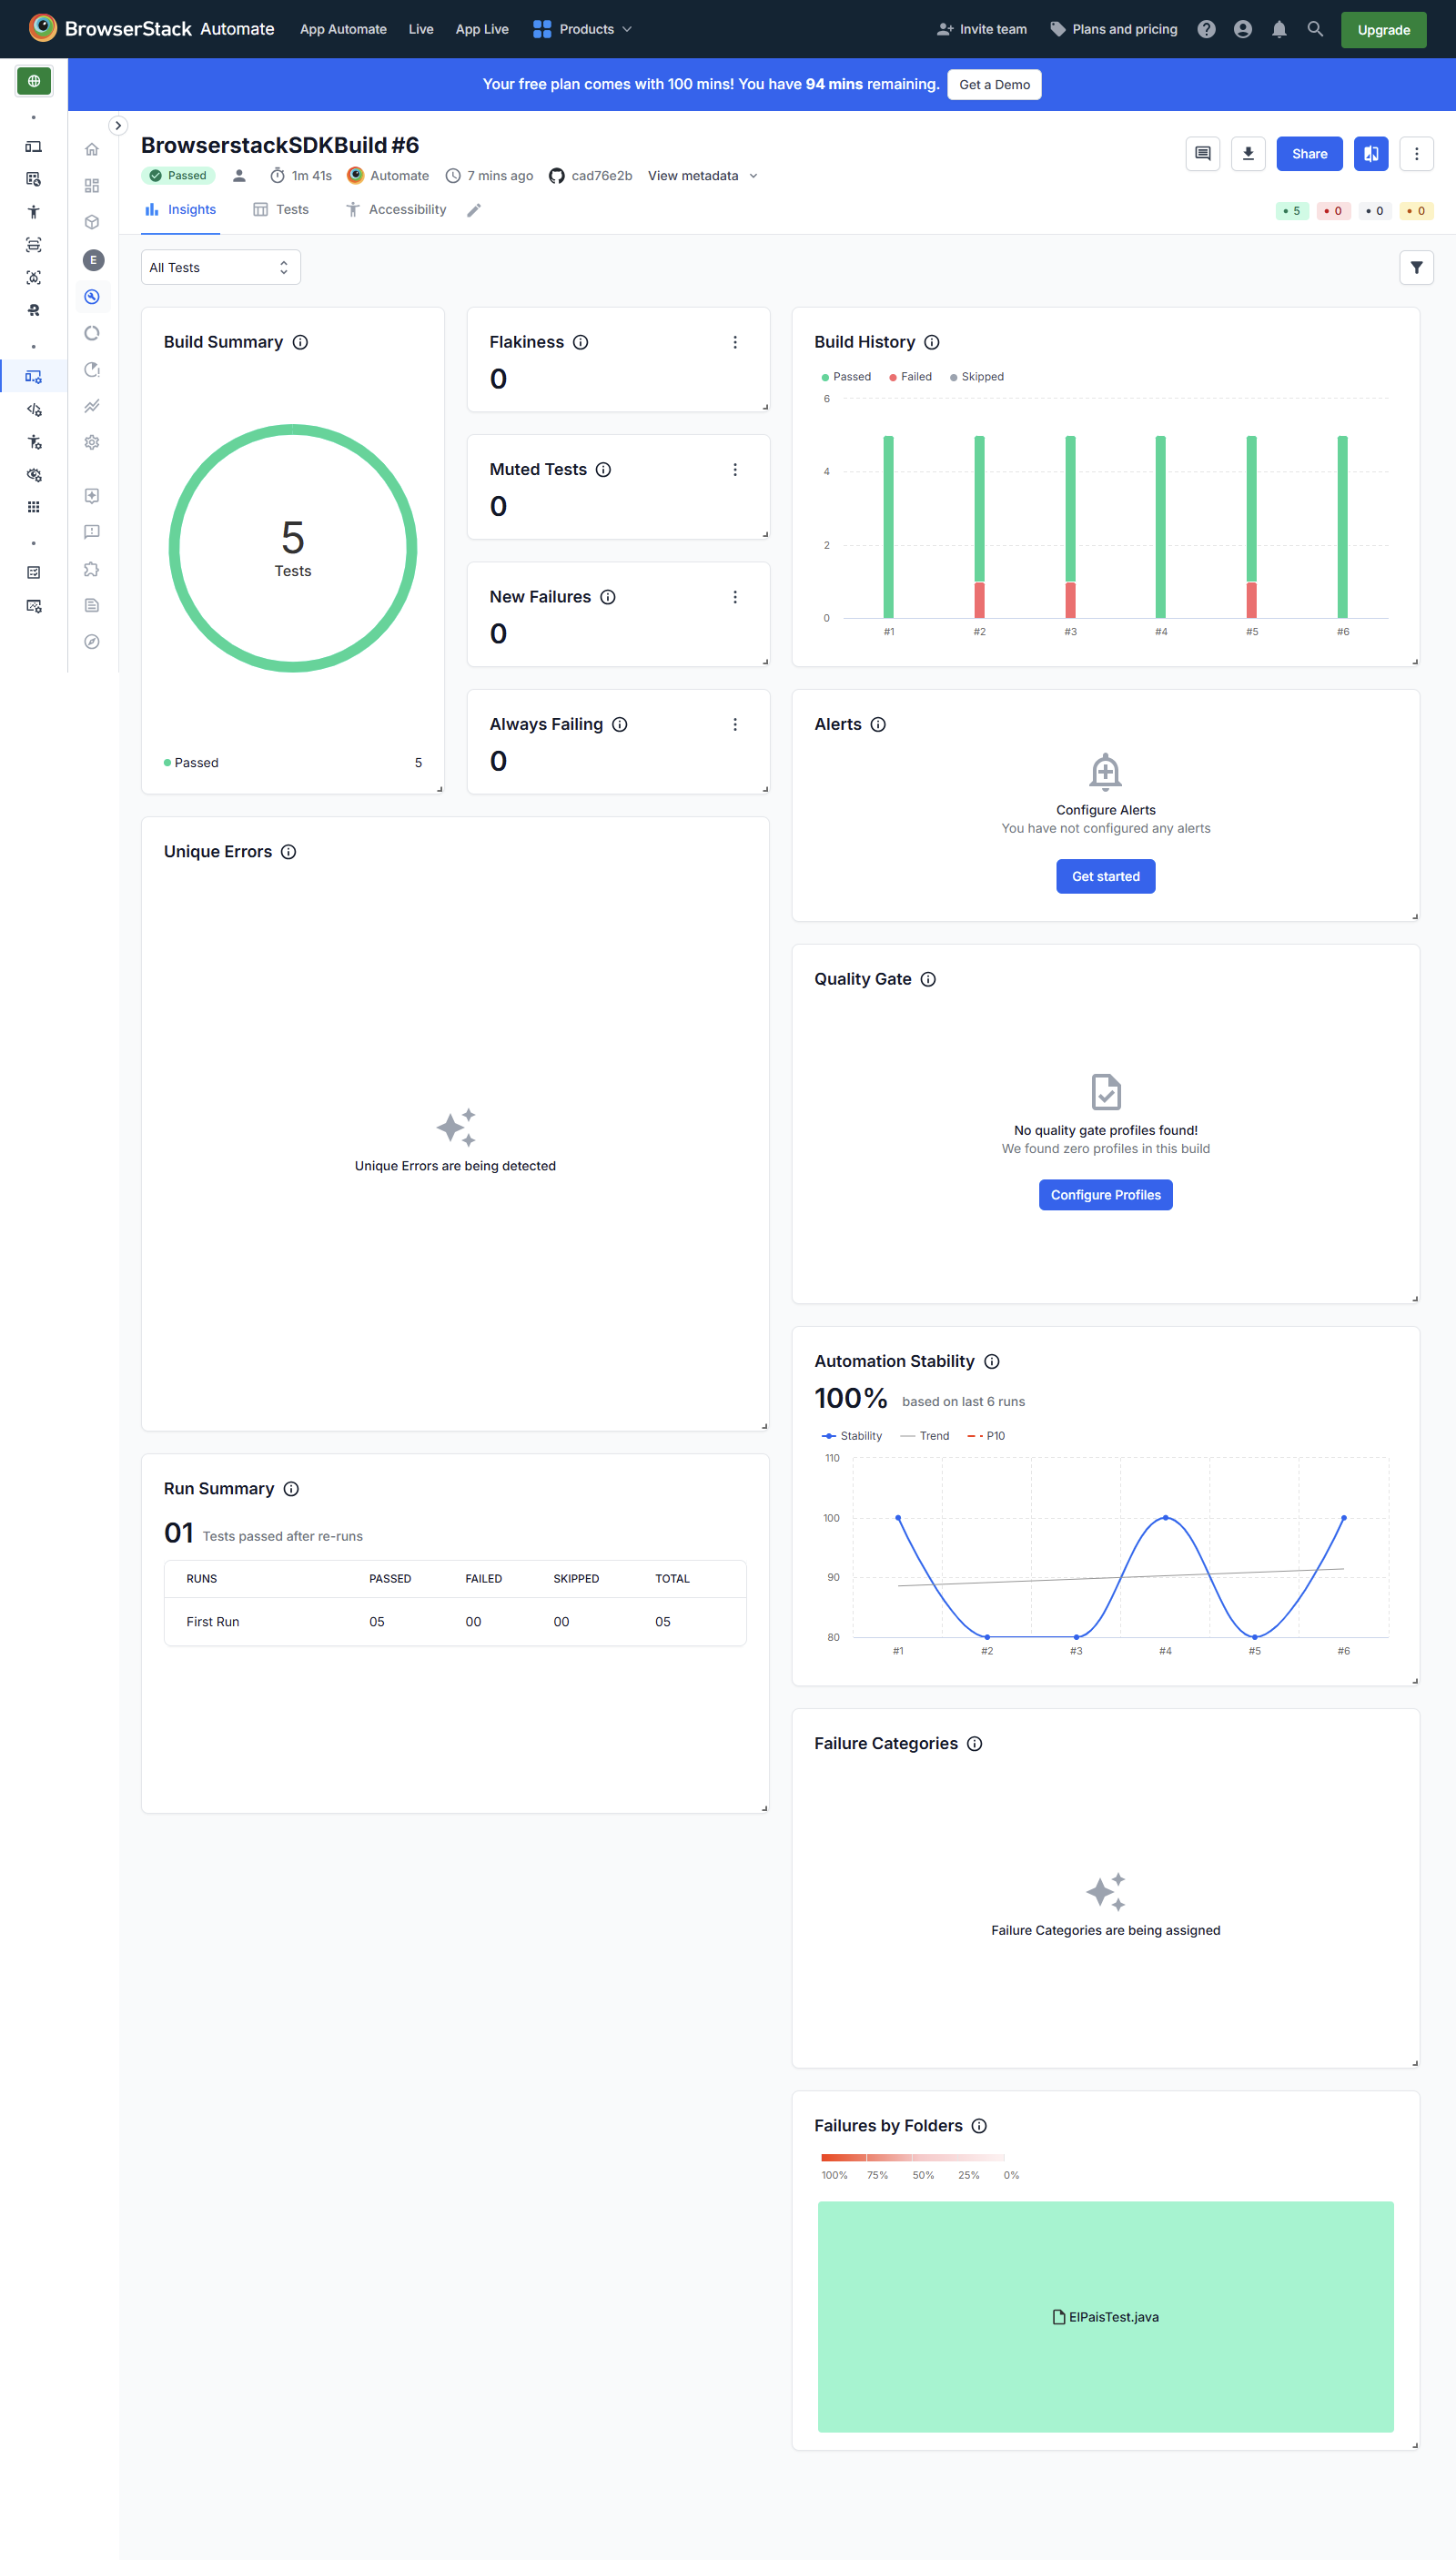 BrowserStack Automate App Automate Live App Live Products Invite team Plans and pricing Upgrade
Your free plan comes with 100 mins! You have 94 mins remaining. Get a Demo
BrowserstackSDKBuild #6
Share
Passed 1m 41s Automate 7 mins ago cad76e2b View metadata
Insights Tests Accessibility
5 0 0 0
E
All Tests
Build Summary
5
Tests
Passed 5
Flakiness
0
Muted Tests
0
New Failures
0
Always Failing
0
Build History
Passed Failed Skipped
6
4
2
0
#1 #2 #3 #4 #5 #6
Alerts
Configure Alerts
You have not configured any alerts
Get started
Unique Errors
Unique Errors are being detected
Quality Gate
No quality gate profiles found!
We found zero profiles in this build
Configure Profiles
Automation Stability
100% based on last 6 runs
Stability Trend P10
110
100
90
80
#1 #2 #3 #4 #5 #6
Run Summary
01 Tests passed after re-runs
RUNS PASSED FAILED SKIPPED TOTAL
First Run 05 00 00 05
Failure Categories
Failure Categories are being assigned
Failures by Folders
100% 75% 50% 25% 0%
ElPaisTest.java